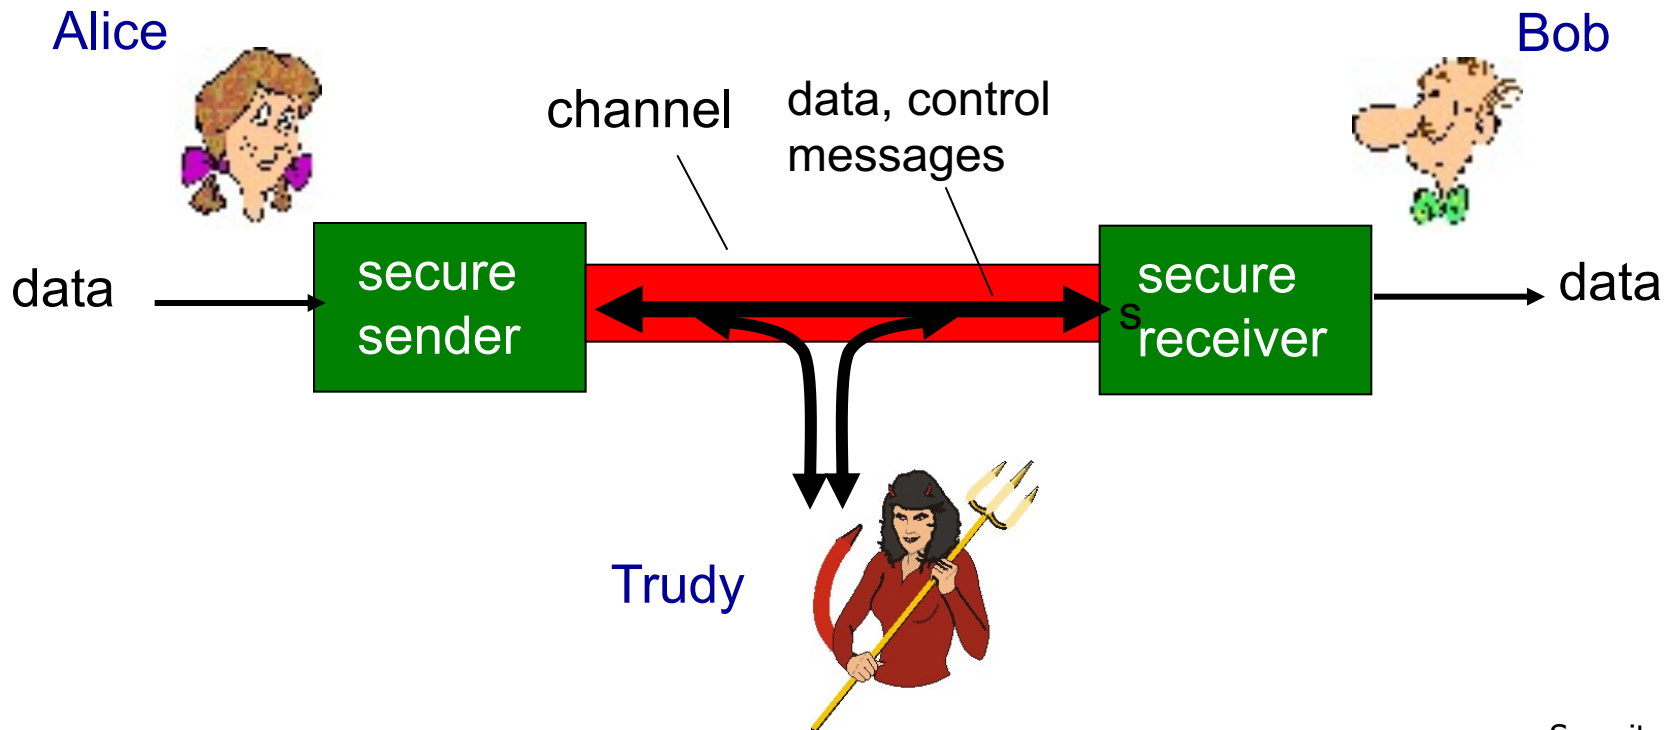 Alice
Bob
channel
data, control
messages
data
secure
sender
s
secure
receiver
data
Trudy